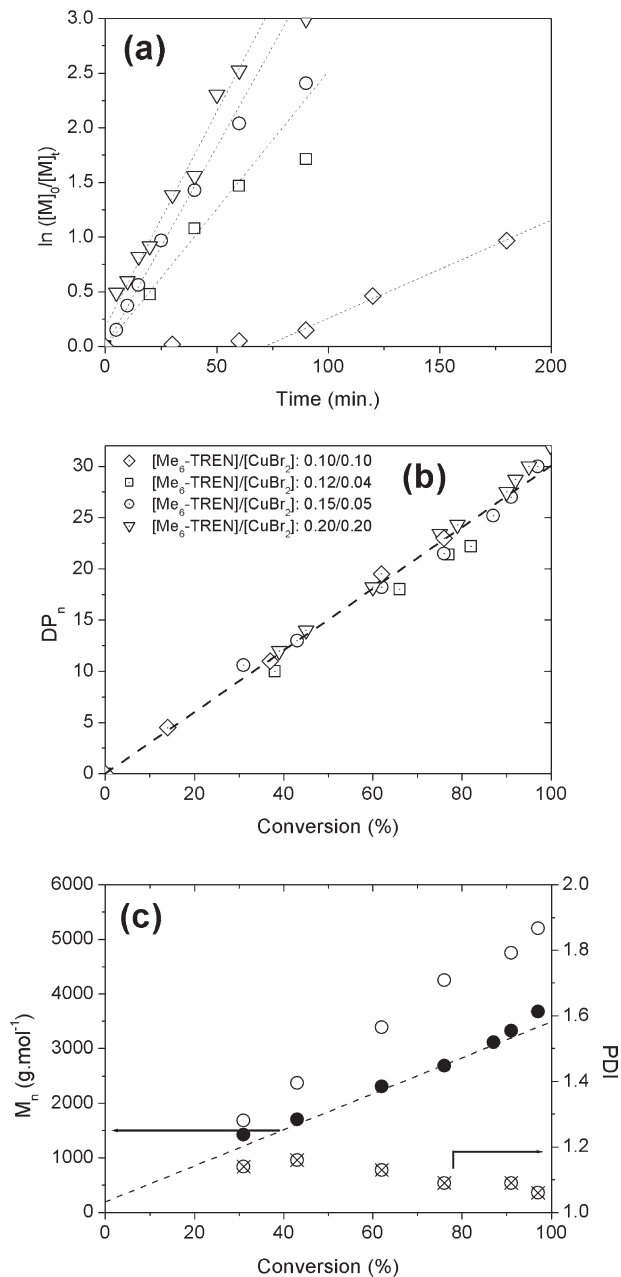 (a)
3.0
2.5
2.0
1.5
1.0
0.5
0.0
ln ([M]0/[M]t)
0 50 100 150 200
Time (min.)
(b)
[Me6-TREN]/[CuBr2]: 0.10/0.10
[Me6-TREN]/[CuBr2]: 0.12/0.04
[Me6-TREN]/[CuBr2]: 0.15/0.05
[Me6-TREN]/[CuBr2]: 0.20/0.20
30
25
20
15
10
5
0
DPn
0 20 40 60 80 100
Conversion (%)
(c)
6000
5000
4000
3000
2000
1000
0
Mn (g.mol-1)
2.0
1.8
1.6
1.4
1.2
1.0
PDI
0 20 40 60 80 100
Conversion (%)